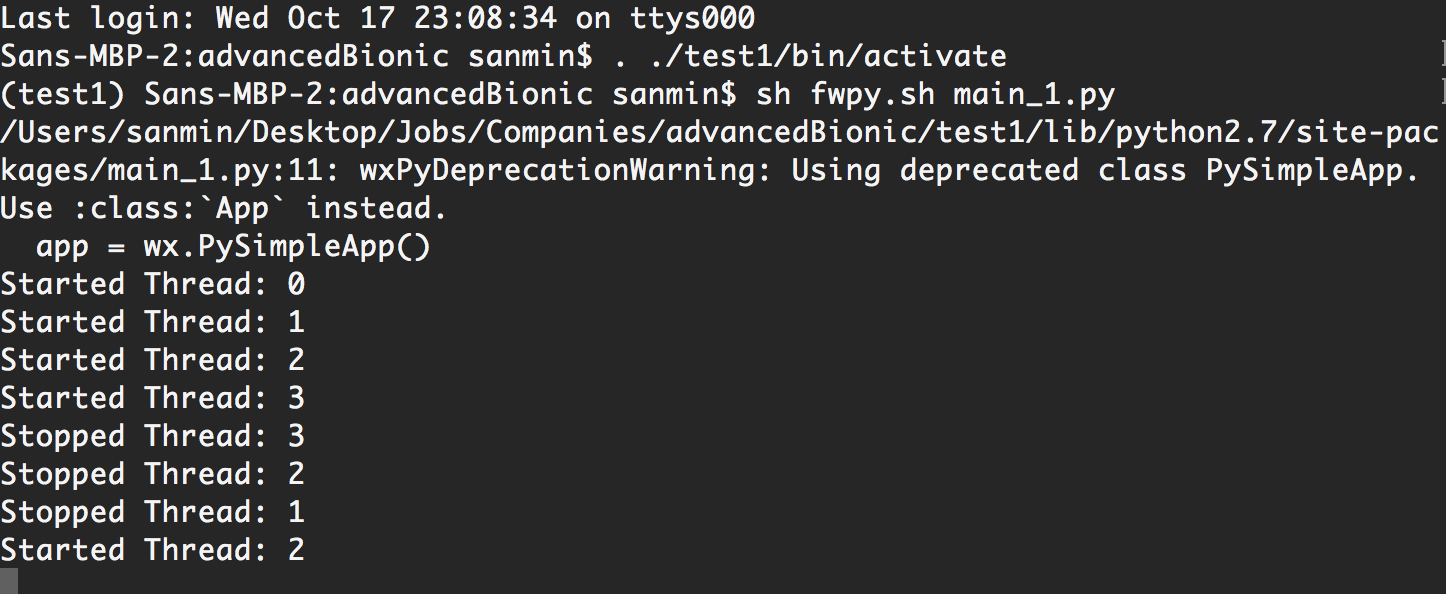 Last login: Wed Oct 17 23:08:34 on ttys000
Sans-MBP-2:advancedBionic sanmin$ . ./test1/bin/activate
(test1) Sans-MBP-2:advancedBionic sanmin$ sh fwpy.sh main_1.py
/Users/sanmin/Desktop/Jobs/Companies/advancedBionic/test1/lib/python2.7/site-pac
kages/main_1.py:11: wxPyDeprecationWarning: Using deprecated class PySimpleApp.
Use :class:`App` instead.
  app = wx.PySimpleApp()
Started Thread: 0
Started Thread: 1
Started Thread: 2
Started Thread: 3
Stopped Thread: 3
Stopped Thread: 2
Stopped Thread: 1
Started Thread: 2